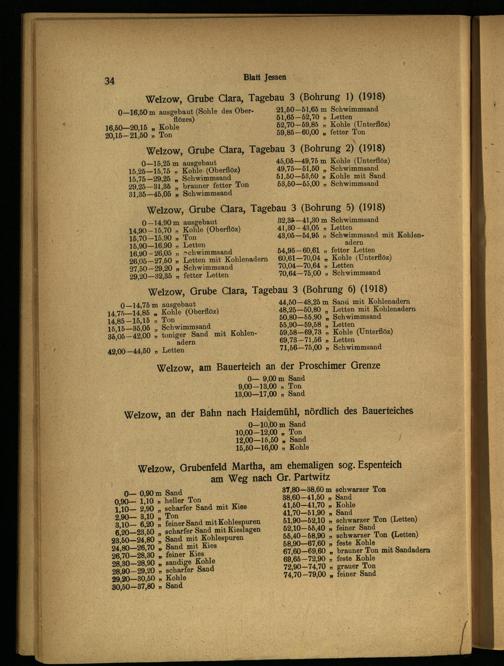 34
Blatt Jessen
Welzow, Grube Clara, Tagebau 3 (Bohrung 1) (1918)
0—16,50 m ausgebaut (Sohle des Ober-
flözes)
16,50—20,15 „ Kohle
20,15—21,50 „ Ton
21,50—51,65 m Schwimmsand
51,65—52,70 „ Letten
52,70—59,85 „ Kohle (Unterflöz)
59,85—60,00 „ fetter Ton
Welzow, Grube Clara, Tagebau 3 (Bohrung 2) (1918)
0—15,25 m ausgebaut
15,25—15,75 „ Kohle (Oberflöz)
15,75—29,25 „ Schwimmsand
29,25—31,35 „ brauner fetter Ton
31,35—45,05 „ Schwimmsand
45,05—49,75 m Kohle (Unterflöz)
49,75—51,50 „ Schwimmsand
51,50—53,50 „ Kohle mit Sand
53,50—55,00 „ Schwimmsand
Welzow, Grube Clara, Tagebau 3 (Bohrung 5) (1918)
0—14,90 m ausgebaut
14,90—15,70 „ Kohle (Oberflöz)
15,70—15,90 „ Ton
15,90—16,90 „ Letten
16,90—26,05 „ Schwimmsand
26,05—27,50 „ Letten mit Kohlenadern
27,50—29,20 „ Schwimmsand
29,20—32,35 „ fetter Letten
32,35—41,30 m Schwimmsand
41,30—43,05 „ Letten
43,05—54,95 „ Schwimmsand mit Kohlen-
adern
54,95—60,61 „ fetter Letten
60,61—70,04 „ Kohle (Unterflöz)
70,04—70,64 „ Letten
70,64—75,00 „ Schwimmsand
Welzow, Grube Clara, Tagebau 3 (Bohrung 6) (1918)
0—14,75 m ausgebaut
14,75—14,85 „ Kohle (Oberflöz)
14,85—15,15 „ Ton
15,15—35,05 „ Schwimmsand
35,05—42,00 „ toniger Sand mit Kohlen-
adern
42,00—44,50 „ Letten
44,50—48,25 m Sand mit Kohlenadern
48,25—50,80 „ Letten mit Kohlenadern
50,80—55,90 „ Schwimmsand
55,90—59,58 „ Letten
59,58—69,73 „ Kohle (Unterflöz)
69,73—71,56 „ Letten
71,56—75,00 „ Schwimmsand
Welzow, am Bauerteich an der Proschimer Grenze
0— 9,00 m Sand
9,00—13,00 „ Ton
13,00—17,00 „ Sand
Welzow, an der Bahn nach Haidemühl, nördlich des Bauerteiches
0—10,00 m Sand
10,00—12,00 „ Ton
12,00—15,50 „ Sand
15,50—16,00 „ Kohle
Welzow, Grubenfeld Martha, am ehemaligen sog. Espenteich
am Weg nach Gr. Partwitz
0— 0,90 m Sand
0,90— 1,10 „ heller Ton
1,10— 2,90 „ scharfer Sand mit Kies
2,90— 3,10 „ Ton
3,10— 6,20 „ feiner Sand mit Kohlespuren
6,20—23,50 „ scharfer Sand mit Kieslagen
23,50—24,80 „ Sand mit Kohlespuren
24,80—26,70 „ Sand mit Kies
26,70—28,30 „ feiner Kies
28,30—28,90 „ sandige Kohle
28,90—29,20 „ scharfer Sand
29,20—30,50 „ Kohle
30,50—37,80 „ Sand
37,80—38,60 m schwarzer Ton
38,60—41,50 „ Sand
41,50—41,70 „ Kohle
41,70—51,90 „ Sand
51,90—52,10 „ schwarzer Ton (Letten)
52,10—55,40 „ feiner Sand
55,40—58,90 „ schwarzer Ton (Letten)
58,90—67,60 „ feste Kohle
67,60—69,60 „ brauner Ton mit Sandadern
69,65—72,90 „ feste Kohle
72,90—74,70 „ grauer Ton
74,70—79,00 „ feiner Sand